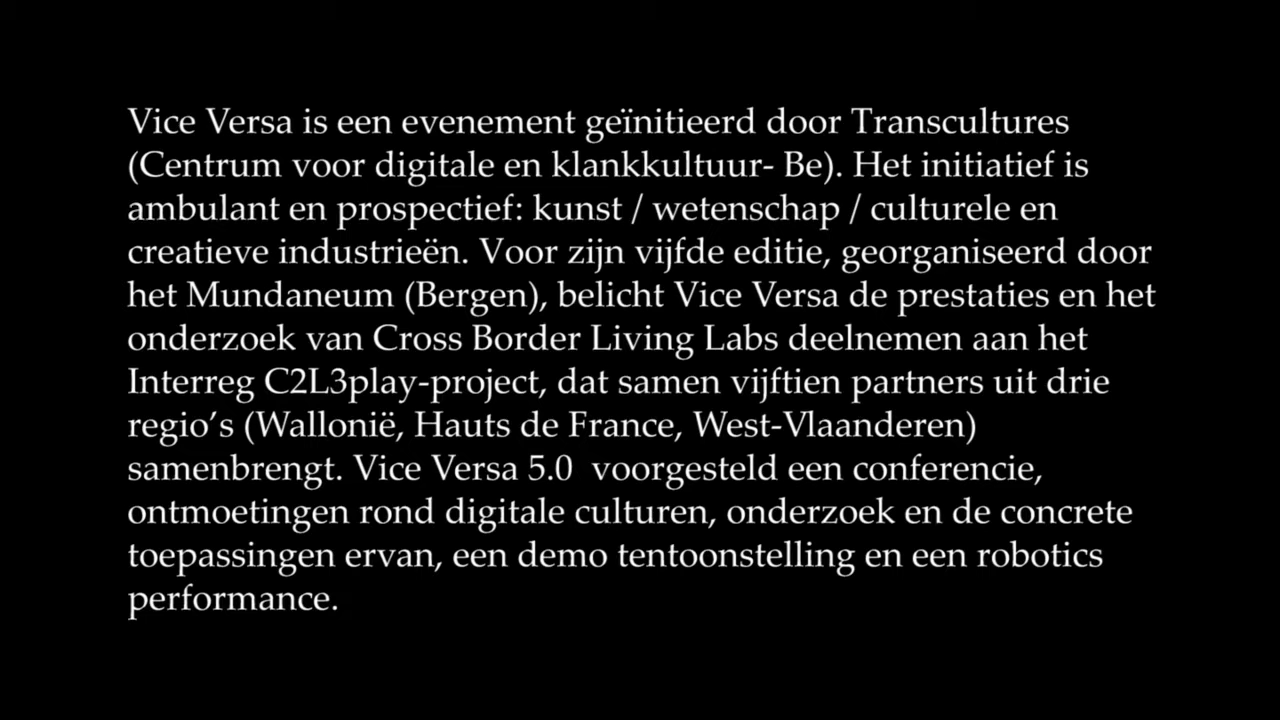 Vice Versa is een evenement geïnitieerd door Transcultures
(Centrum voor digitale en klankkultuur- Be). Het initiatief is
ambulant en prospectief: kunst / wetenschap / culturele en
creatieve industrieën. Voor zijn vijfde editie, georganiseerd door
het Mundaneum (Bergen), belicht Vice Versa de prestaties en het
onderzoek van Cross Border Living Labs deelnemen aan het
Interreg C2L3play-project, dat samen vijftien partners uit drie
regio’s (Wallonië, Hauts de France, West-Vlaanderen)
samenbrengt. Vice Versa 5.0  voorgesteld een conferencie,
ontmoetingen rond digitale culturen, onderzoek en de concrete
toepassingen ervan, een demo tentoonstelling en een robotics
performance.